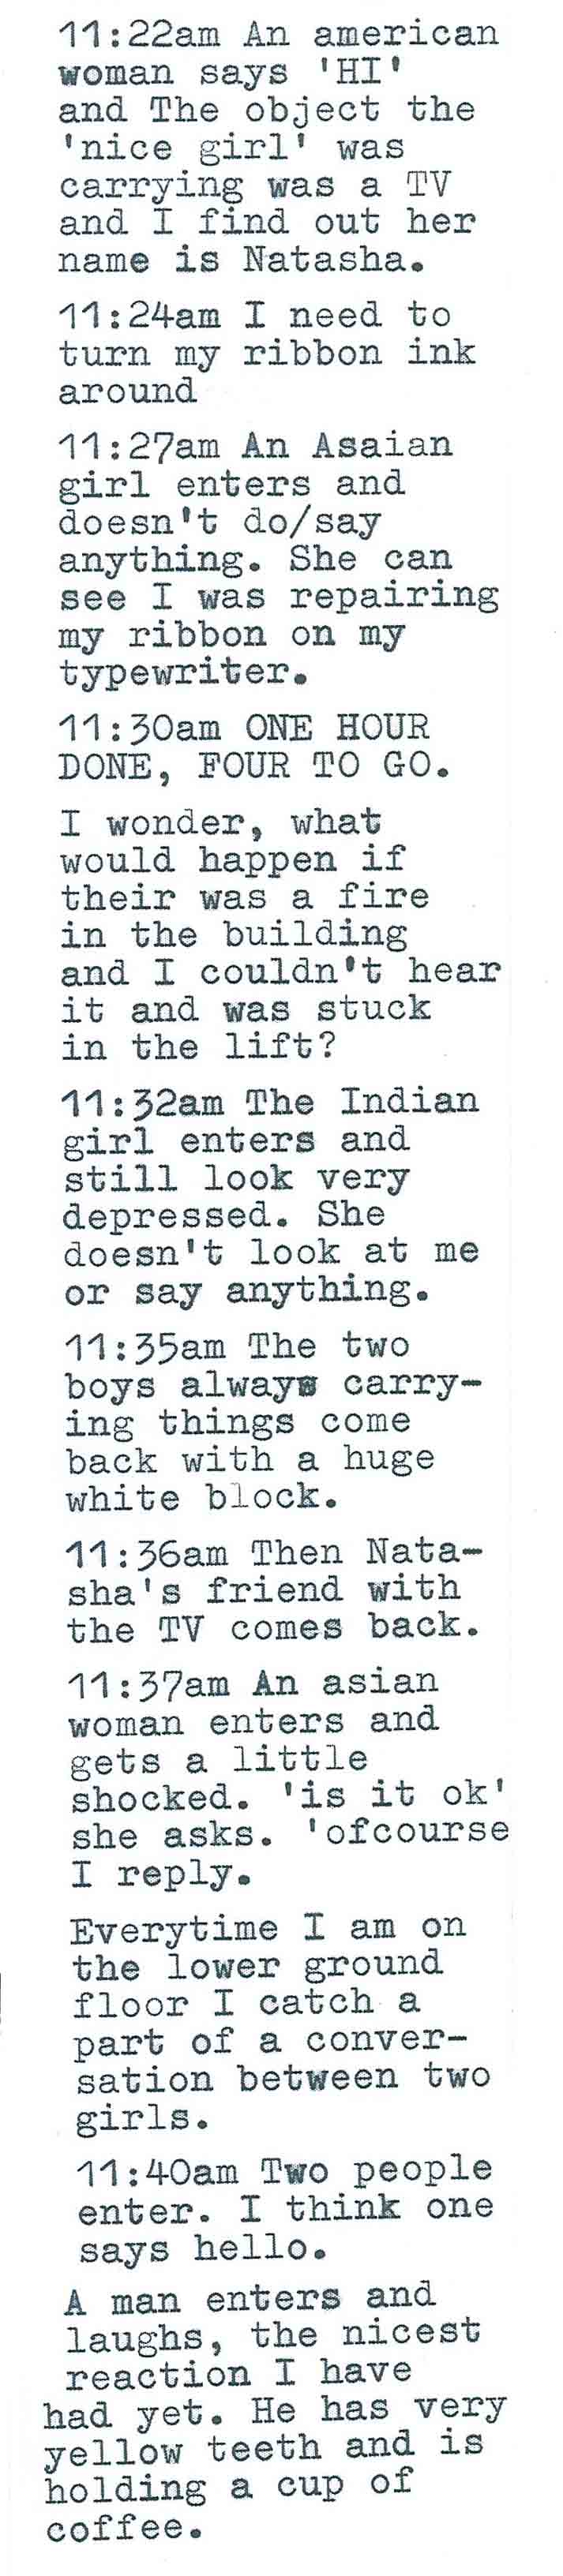 11:22am An american
woman says 'HI'
and The object the
'nice girl' was
carrying was a TV
and I find out her
name is Natasha.
11:24am I need to
turn my ribbon ink
around
11:27am An Asaian
girl enters and
doesn't do/say
anything. She can
see I was repairing
my ribbon on my
typewriter.
11:30am ONE HOUR
DONE, FOUR TO GO.
I wonder, what
would happen if
their was a fire
in the building
and I couldn't hear
it and was stuck
in the lift?
11:32am The Indian
girl enters and
still look very
depressed. She
doesn't look at me
or say anything.
11:35am The two
boys always carry-
ing things come
back with a huge
white block.
11:36am Then Nata-
sha's friend with
the TV comes back.
11:37am An asian
woman enters and
gets a little
shocked. 'is it ok'
she asks. 'ofcourse
I reply.
Everytime I am on
the lower ground
floor I catch a
part of a conver-
sation between two
girls.
11:40am Two people
enter. I think one
says hello.
A man enters and
laughs, the nicest
reaction I have
had yet. He has very
yellow teeth and is
holding a cup of
coffee.